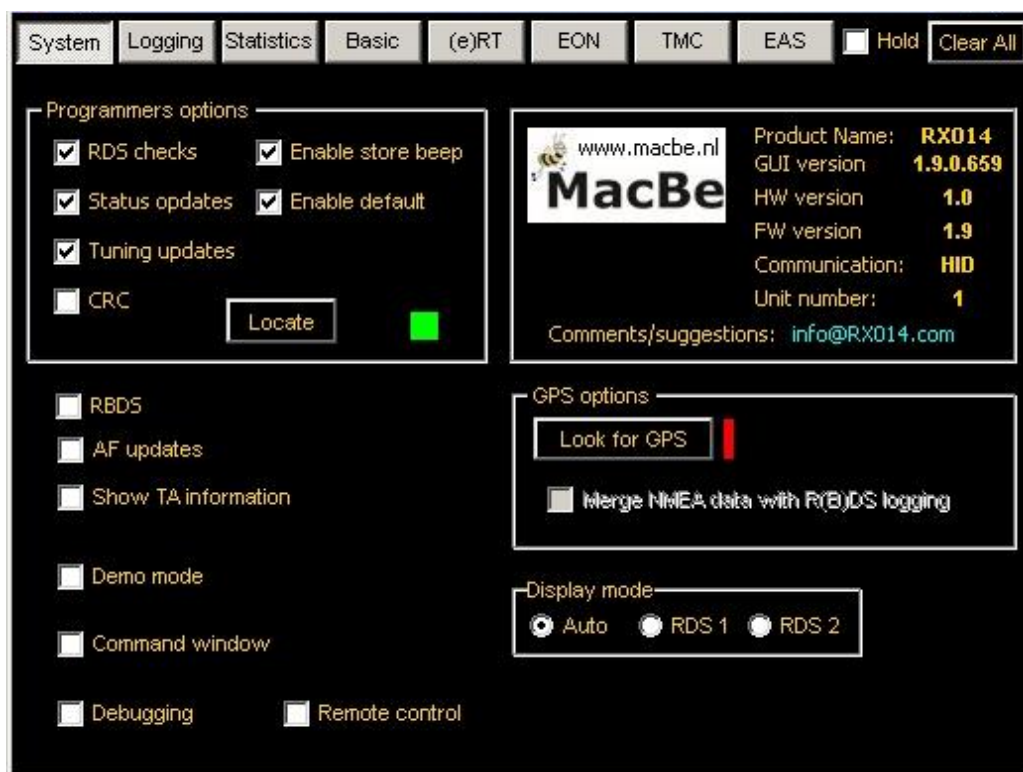 System Logging Statistics Basic (e)RT EON TMC EAS Hold Clear All
Programmers options
RDS checks Enable store beep
Status opdates Enable default
Tuning updates
CRC
Locate
www.macbe.nl
MacBe
Product Name: RX014
GUI version 1.9.0.659
HW version 1.0
FW version 1.9
Communication: HID
Unit number: 1
Comments/suggestions: info@RX014.com
RBDS
AF updates
Show TA information
Demo mode
Command window
Debugging Remote control
GPS options
Look for GPS
Merge NMEA data with R(B)DS logging
Display mode
Auto RDS 1 RDS 2